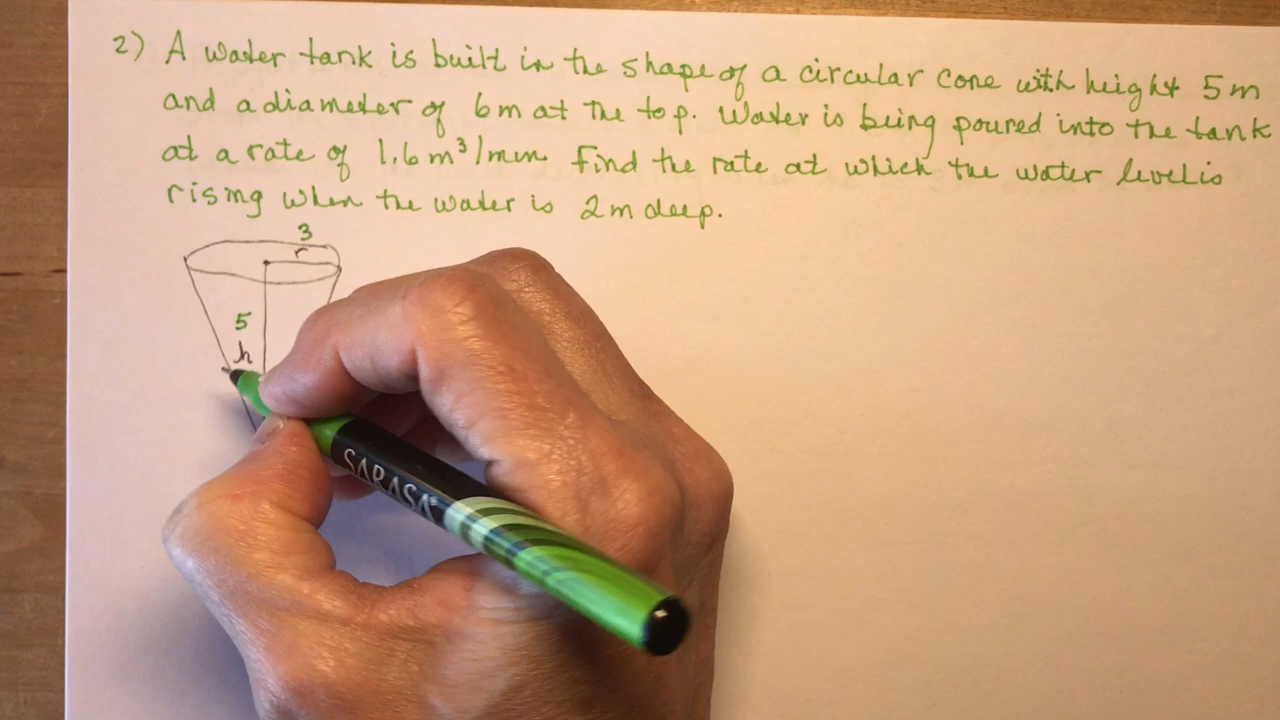 2) A water tank is built in the shape of a circular cone with height 5m
and a diameter of 6m at the top. Water is being poured into the tank
at a rate of 1.6 m³/min. Find the rate at which the water level is
rising when the water is 2m deep.
3
r
5
h
SARASA